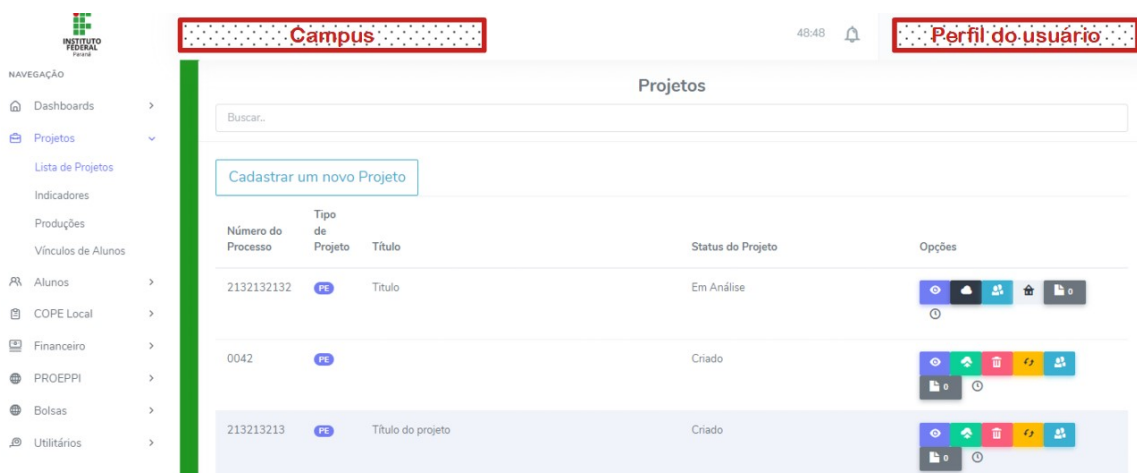 INSTITUTO
FEDERAL
Paraná
Campus
48:48
Perfil do usuário
NAVEGAÇÃO
Dashboards
Projetos
Lista de Projetos
Indicadores
Produções
Vínculos de Alunos
Alunos
COPE Local
Financeiro
PROEPPI
Bolsas
Utilitários
Projetos
Buscar..
Cadastrar um novo Projeto
Número do
Processo
Tipo
de
Projeto
Título
Status do Projeto
Opções
2132132132 PE Titulo Em Análise
0
0042 PE Criado
0
213213213 PE Título do projeto Criado
0